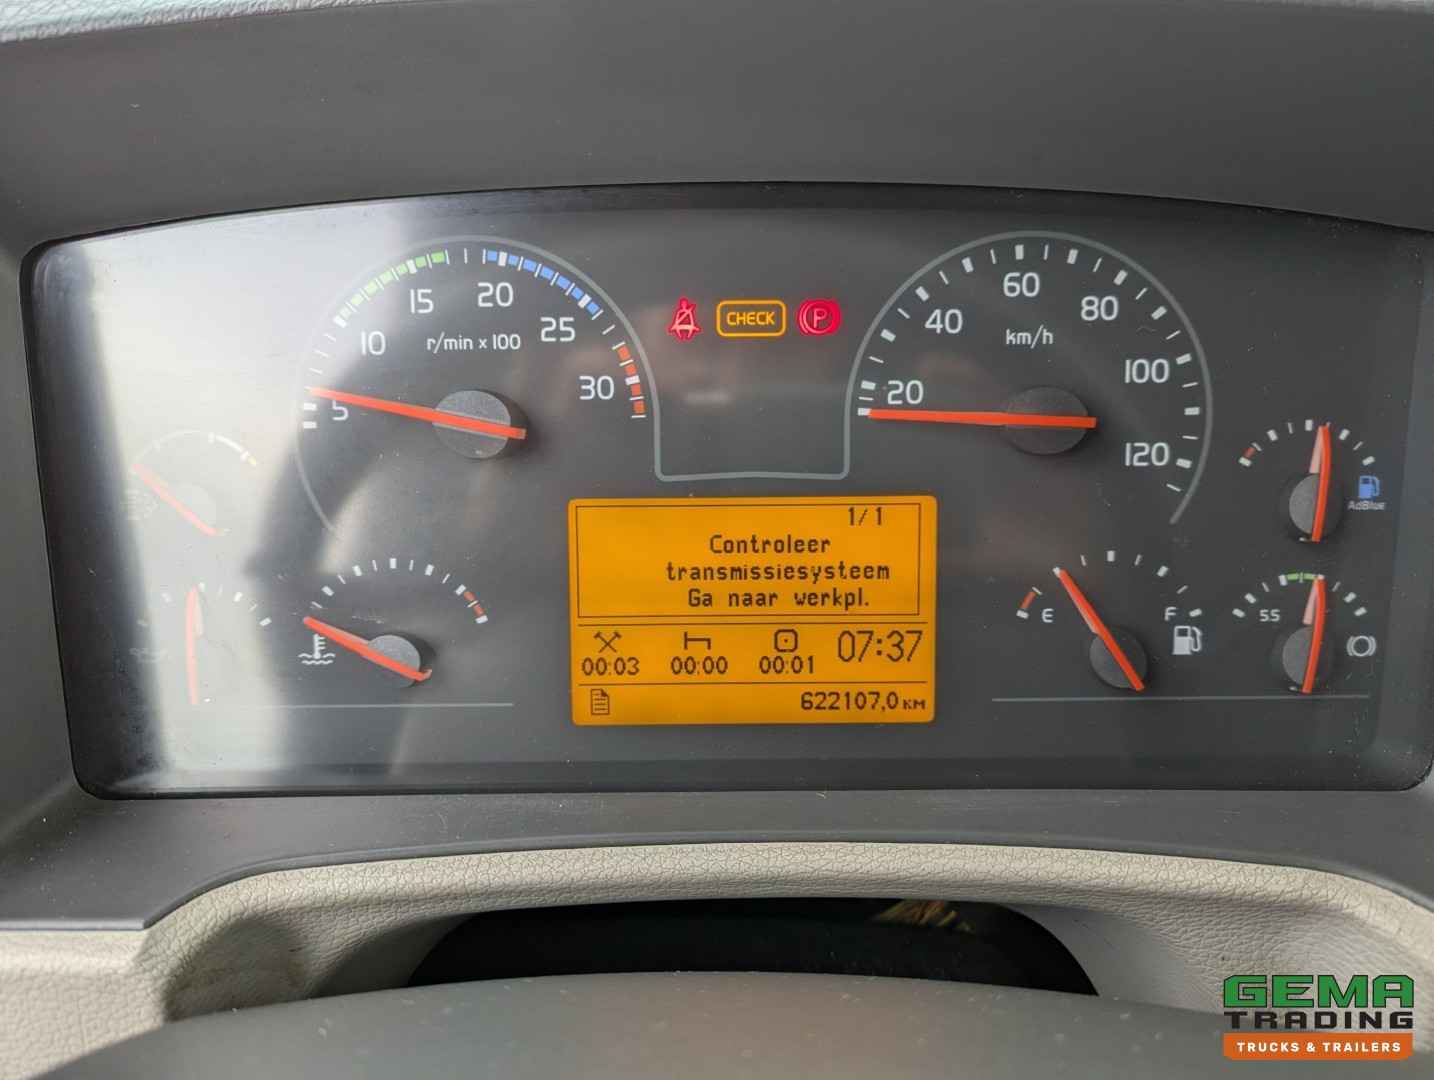 5
10
15
20
25
30
r/min x 100
CHECK
P
20
40
60
80
100
120
km/h
AdBlue
E
F
55
1/1
Controleer
transmissiesysteem
Ga naar werkpl.
00:03 00:00 00:01 07:37
622107,0 KM
GEMA
TRADING
TRUCKS & TRAILERS